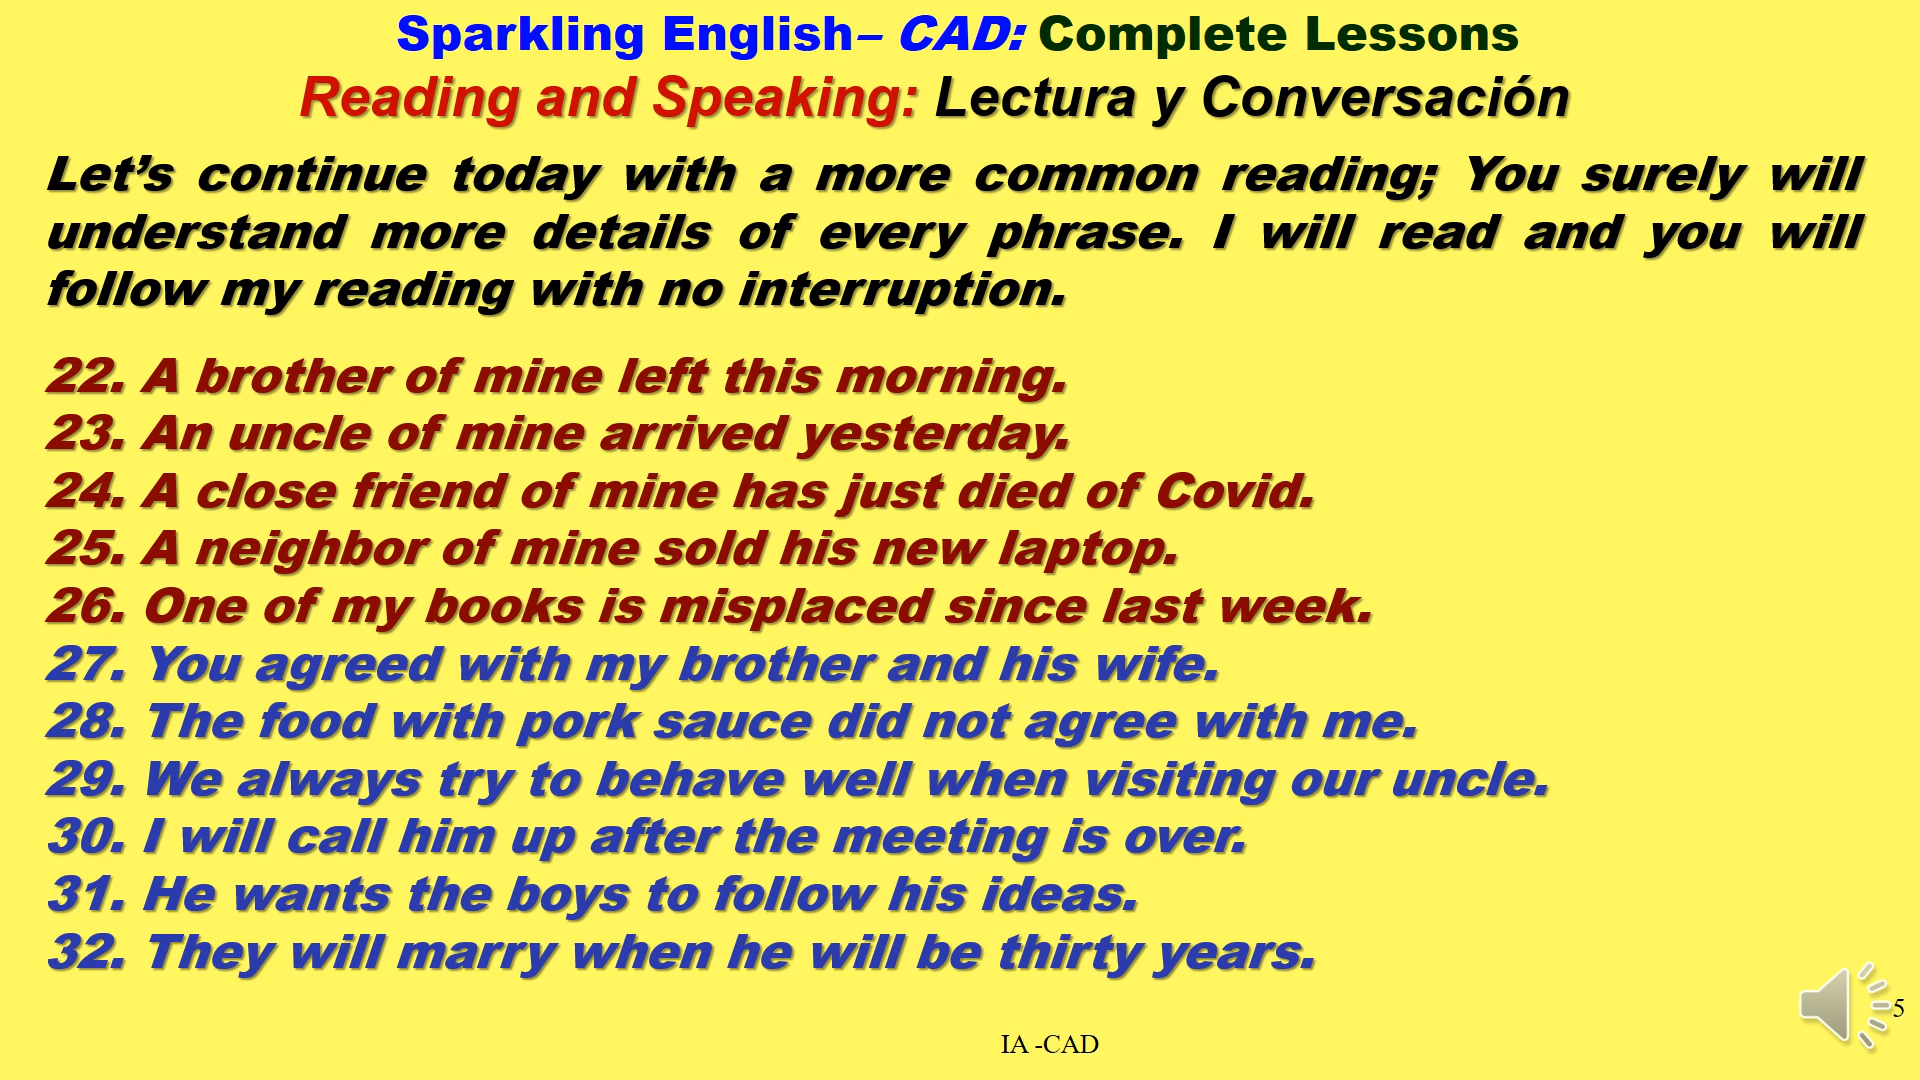 Sparkling English– CAD: Complete Lessons
Reading and Speaking: Lectura y Conversación
Let’s continue today with a more common reading; You surely will
understand more details of every phrase. I will read and you will
follow my reading with no interruption.
22. A brother of mine left this morning.
23. An uncle of mine arrived yesterday.
24. A close friend of mine has just died of Covid.
25. A neighbor of mine sold his new laptop.
26. One of my books is misplaced since last week.
27. You agreed with my brother and his wife.
28. The food with pork sauce did not agree with me.
29. We always try to behave well when visiting our uncle.
30. I will call him up after the meeting is over.
31. He wants the boys to follow his ideas.
32. They will marry when he will be thirty years.
5
IA -CAD